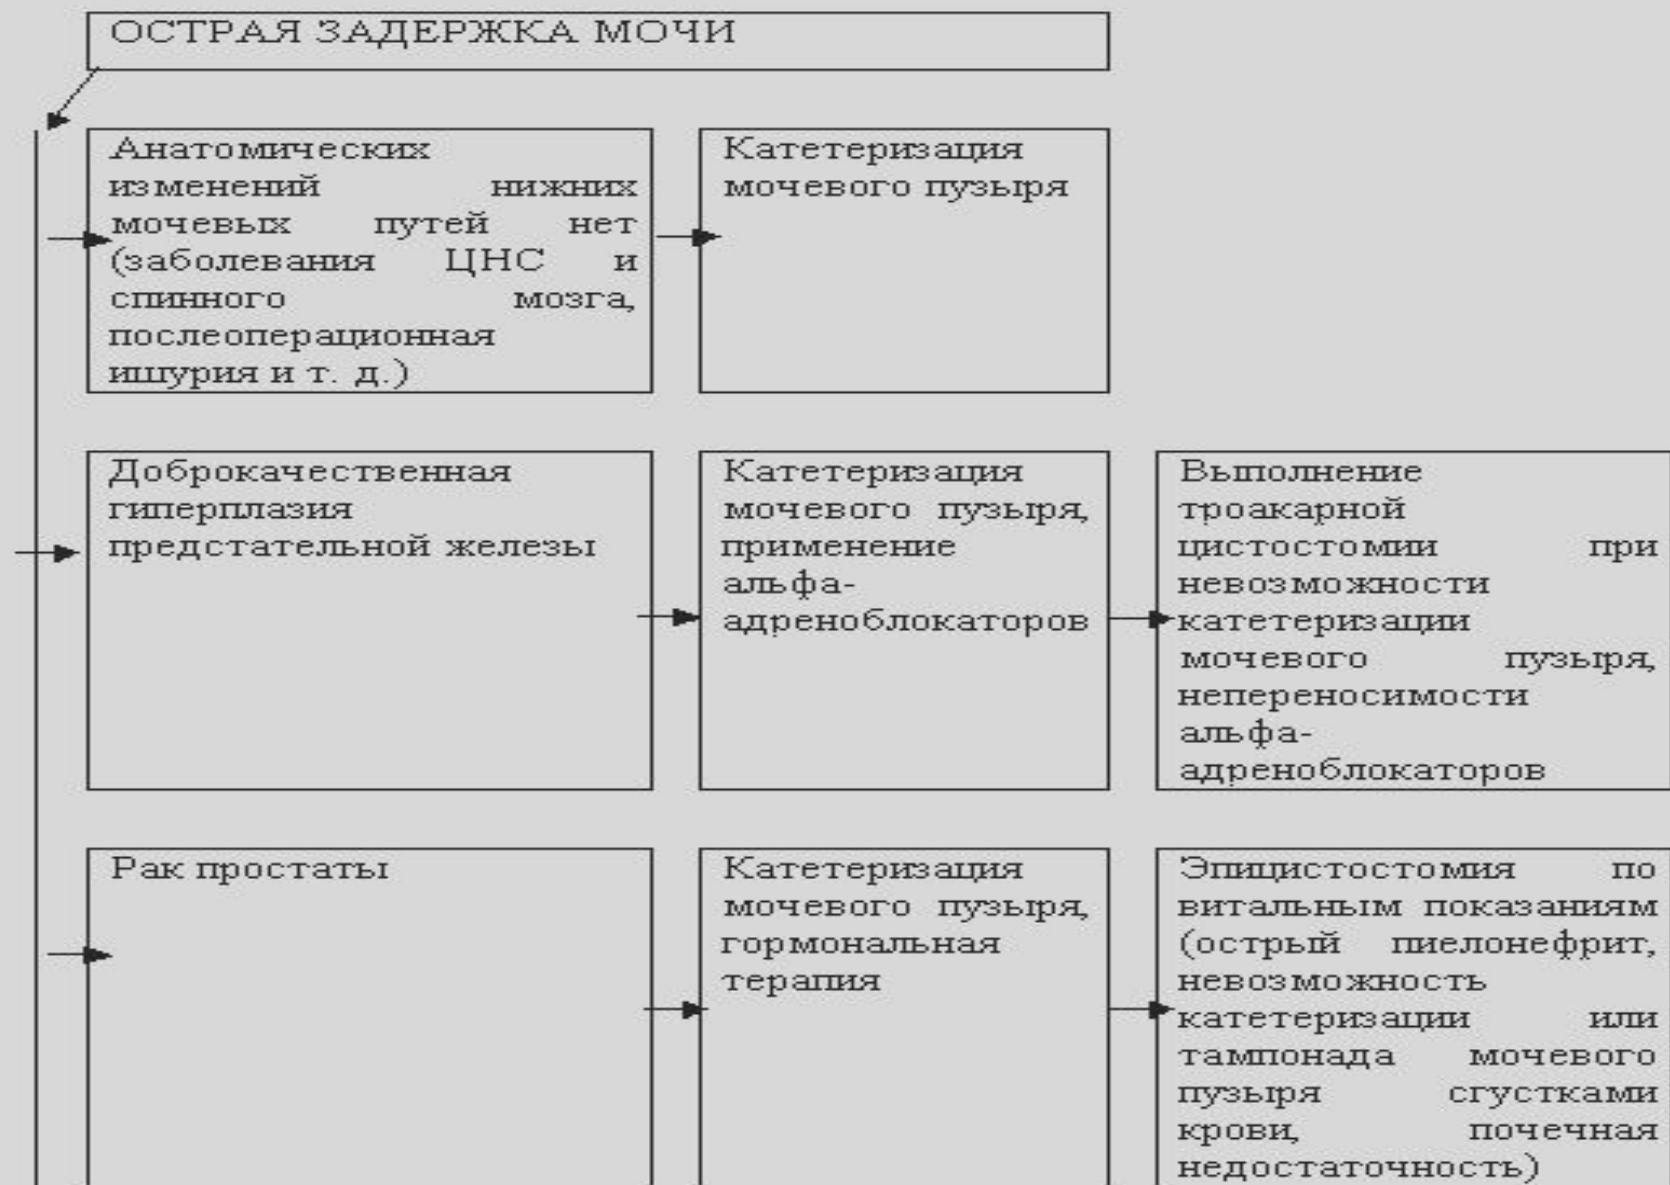 ОСТРАЯ ЗАДЕРЖКА МОЧИ
Анатомических
изменений нижних
мочевых путей нет
(заболевания ЦНС и
спинного мозга,
послеоперационная
ишурия и т. д.)
Катетеризация
мочевого пузыря
Доброкачественная
гиперплазия
предстательной железы
Катетеризация
мочевого пузыря,
применение
альфа-
адреноблокаторов
Выполнение
троакарной
цистостомии при
невозможности
катетеризации
мочевого пузыря,
непереносимости
альфа-
адреноблокаторов
Рак простаты
Катетеризация
мочевого пузыря,
гормональная
терапия
Эпицистостомия по
витальным показаниям
(острый пиелонефрит,
невозможность
катетеризации или
тампонада мочевого
пузыря сгустками
крови, почечная
недостаточность)